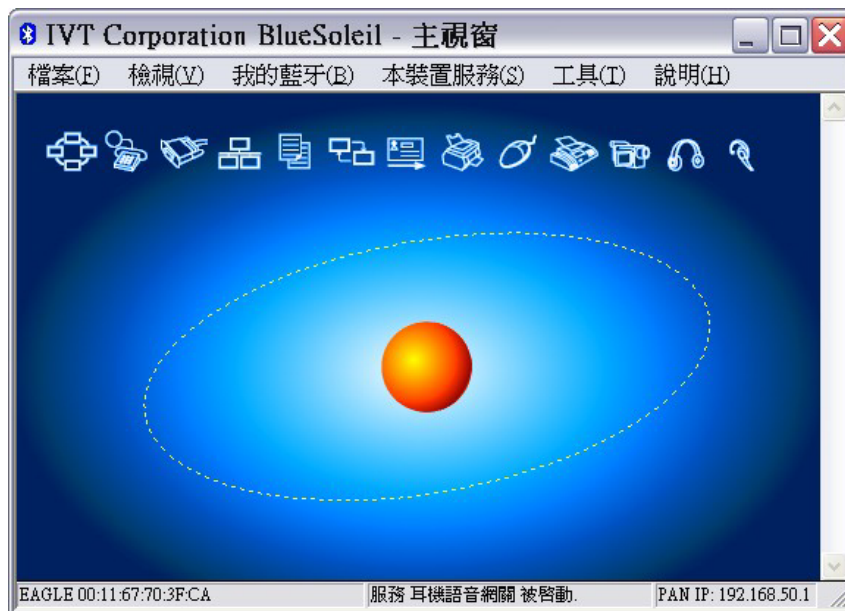 IVT Corporation BlueSoleil - 主視窗
檔案(F) 檢視(V) 我的藍牙(B) 本裝置服務(S) 工具(T) 說明(H)
EAGLE 00:11:67:70:3F:CA 服務 耳機語音網關 被啓動. PAN IP: 192.168.50.1